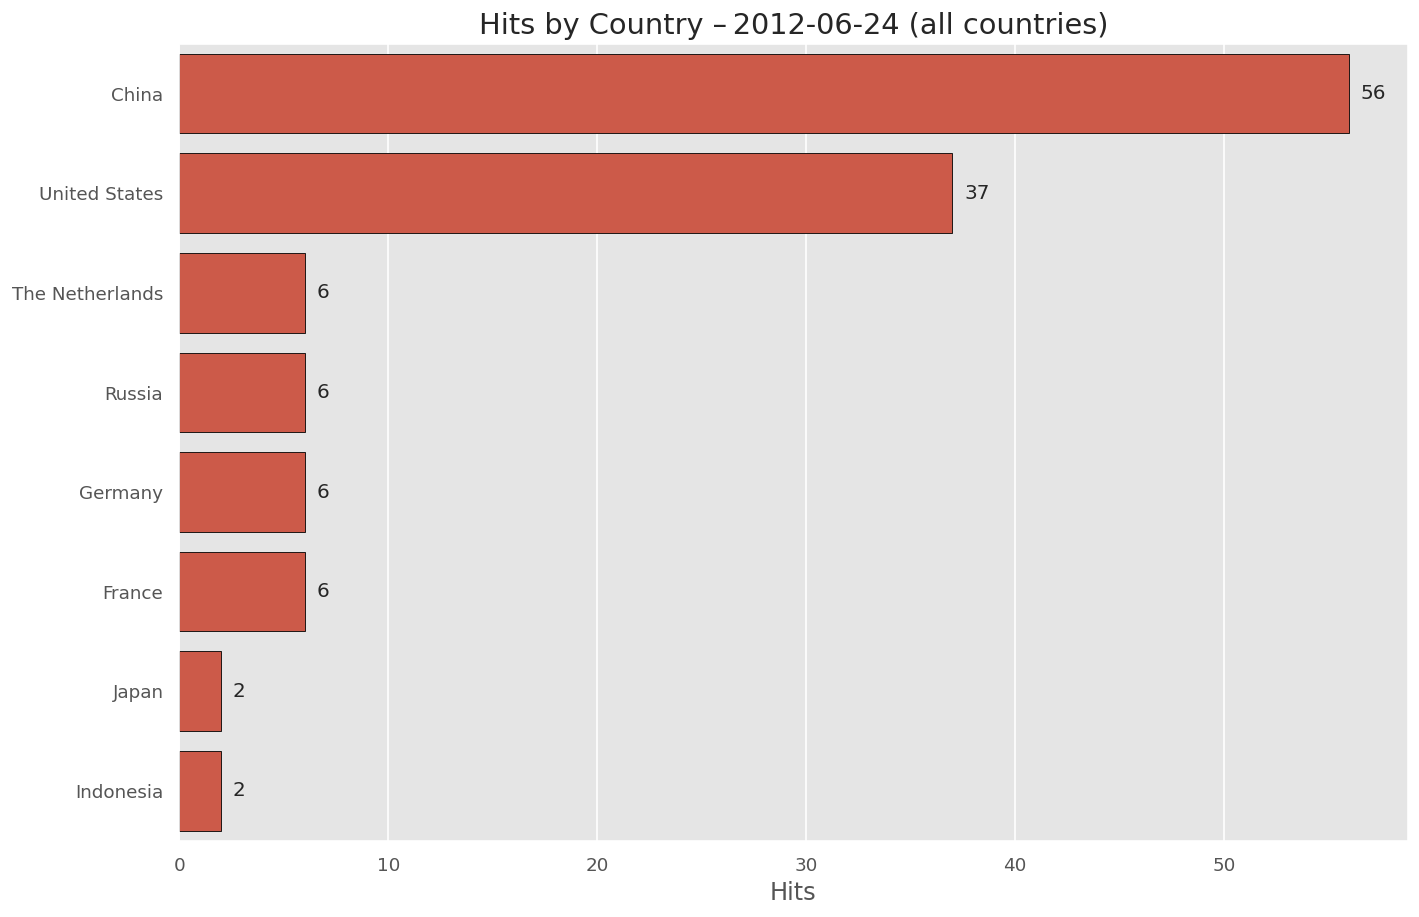 Hits by Country – 2012-06-24 (all countries)
China 56
United States 37
The Netherlands 6
Russia 6
Germany 6
France 6
Japan 2
Indonesia 2
0 10 20 30 40 50
Hits